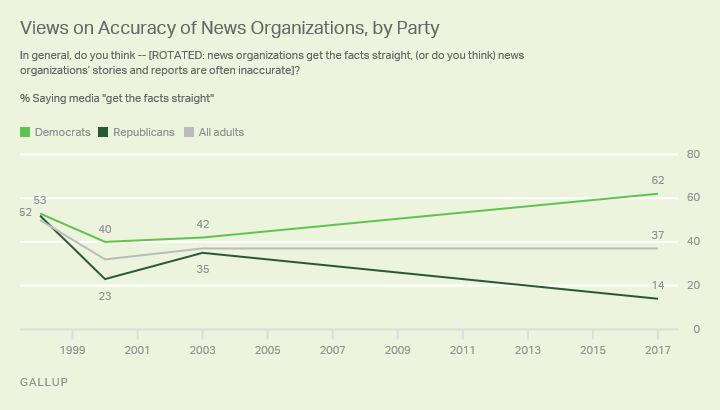 Views on Accuracy of News Organizations, by Party
In general, do you think -- [ROTATED: news organizations get the facts straight, (or do you think) news
organizations' stories and reports are often inaccurate]?
% Saying media "get the facts straight"
Democrats Republicans All adults
80
62
60
53
52
42
40
40
37
35
23
20
14
0
1999 2001 2003 2005 2007 2009 2011 2013 2015 2017
GALLUP